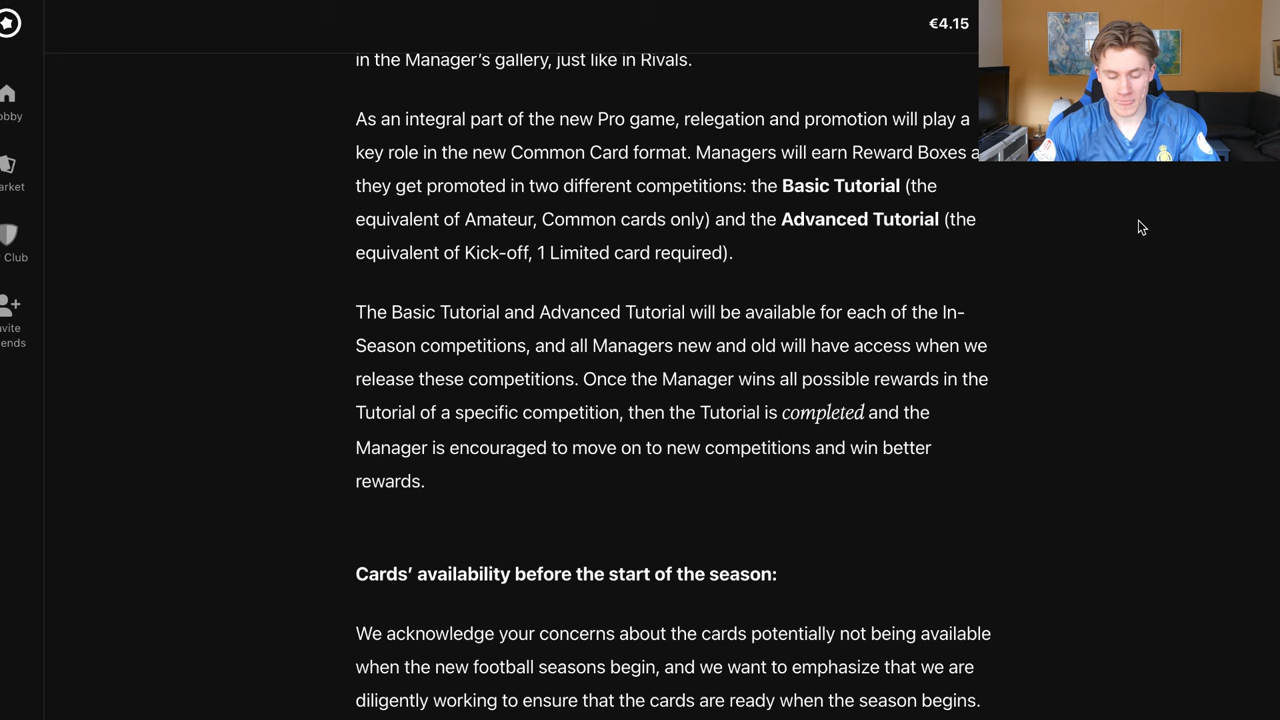 €4.15
obby
arket
Club
vite
ends
in the Manager's gallery, just like in Rivals.
As an integral part of the new Pro game, relegation and promotion will play a
key role in the new Common Card format. Managers will earn Reward Boxes a
they get promoted in two different competitions: the Basic Tutorial (the
equivalent of Amateur, Common cards only) and the Advanced Tutorial (the
equivalent of Kick-off, 1 Limited card required).
The Basic Tutorial and Advanced Tutorial will be available for each of the In-
Season competitions, and all Managers new and old will have access when we
release these competitions. Once the Manager wins all possible rewards in the
Tutorial of a specific competition, then the Tutorial is completed and the
Manager is encouraged to move on to new competitions and win better
rewards.
Cards' availability before the start of the season:
We acknowledge your concerns about the cards potentially not being available
when the new football seasons begin, and we want to emphasize that we are
diligently working to ensure that the cards are ready when the season begins.